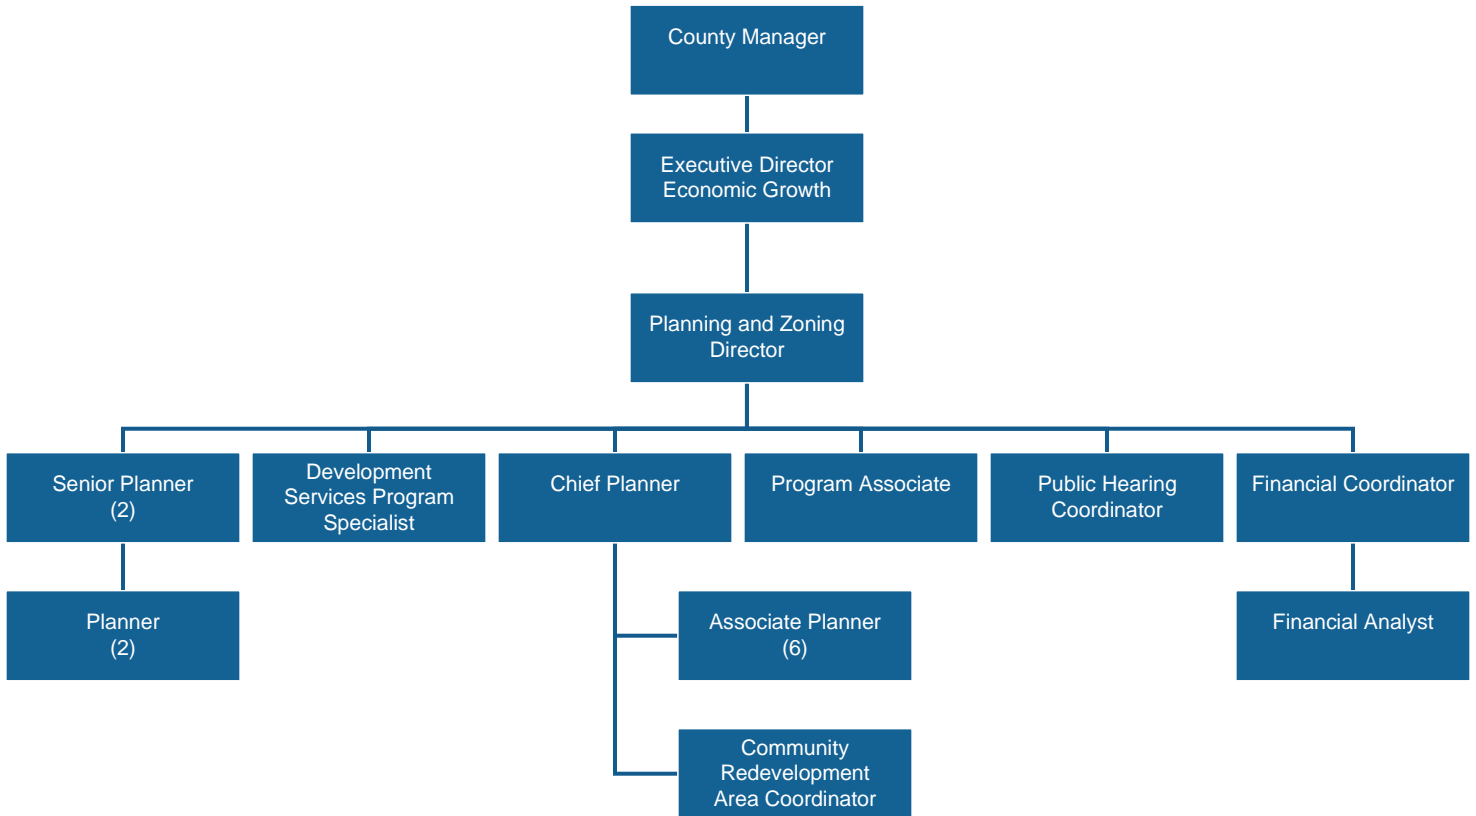 County Manager
Executive Director
Economic Growth
Planning and Zoning
Director
Senior Planner
(2)
Development
Services Program
Specialist
Chief Planner
Program Associate
Public Hearing
Coordinator
Financial Coordinator
Planner
(2)
Associate Planner
(6)
Financial Analyst
Community
Redevelopment
Area Coordinator